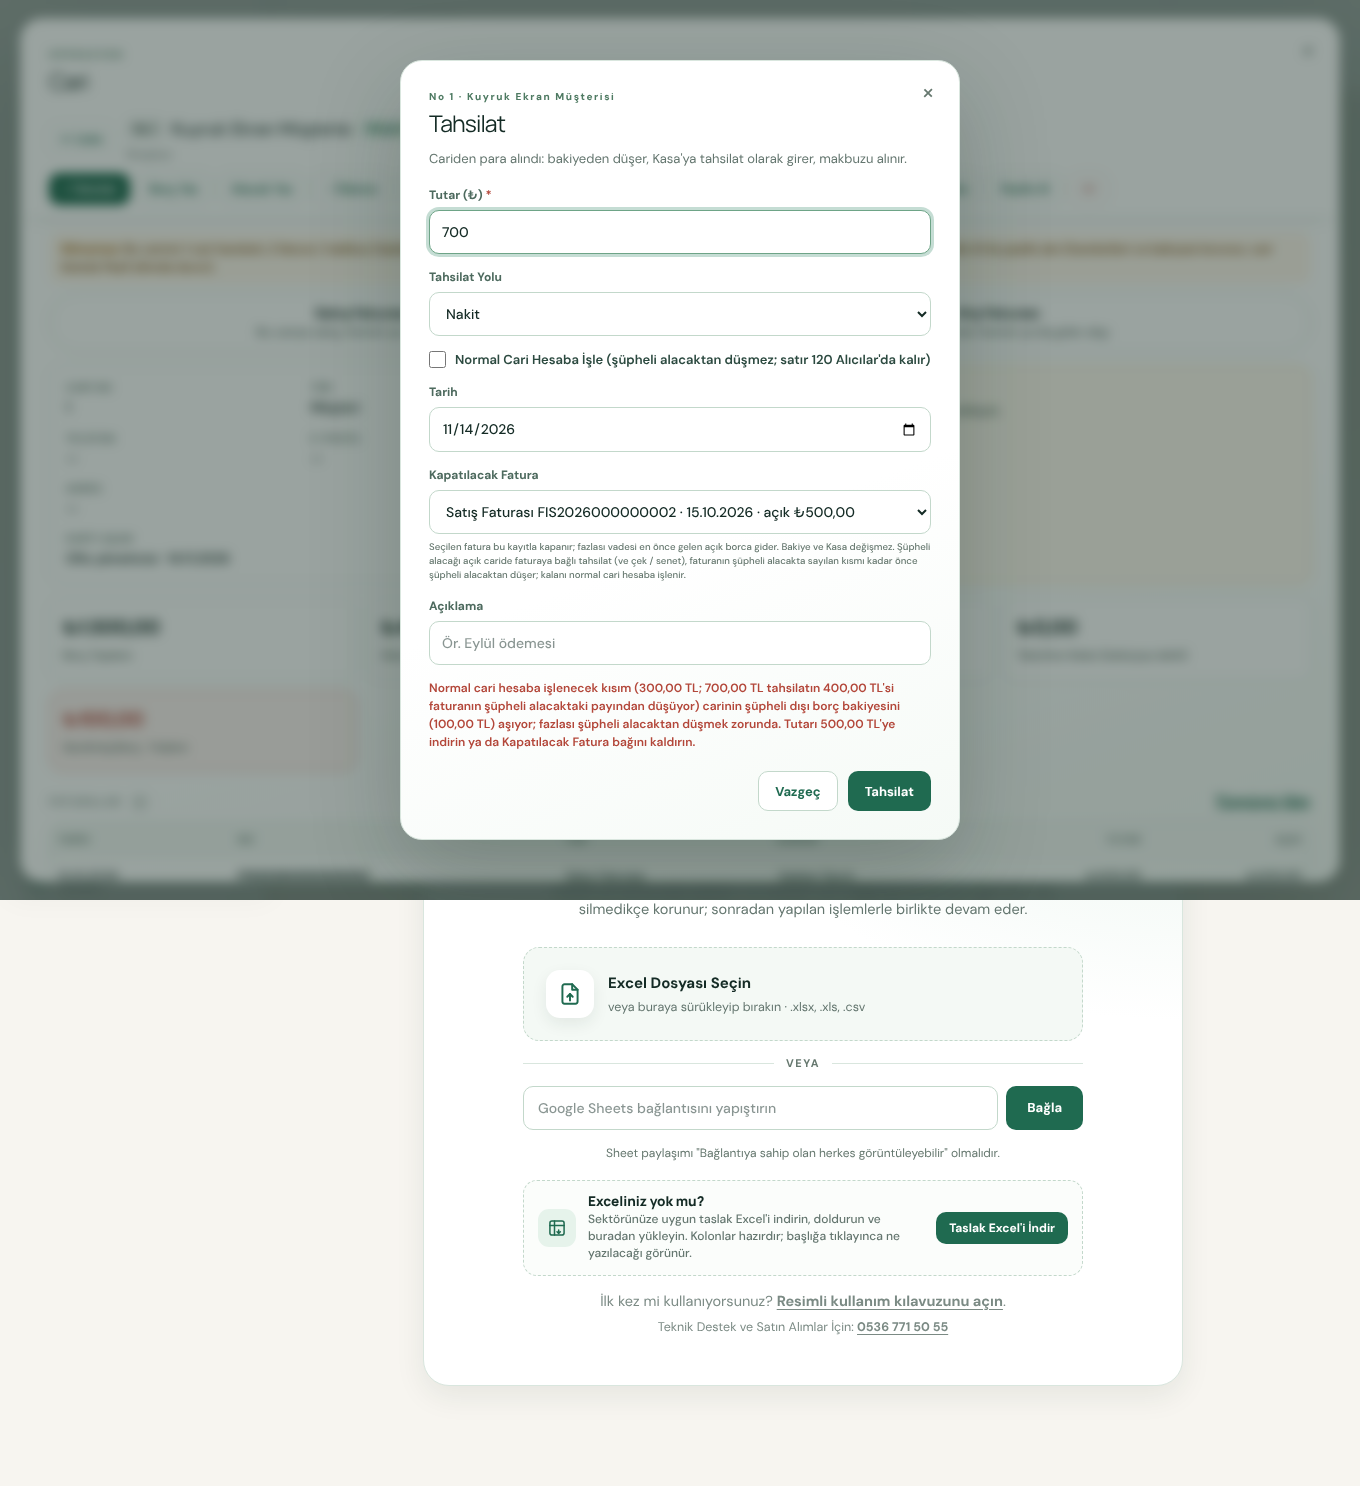 No 1 · Kuyruk Ekran Müşterisi
×
Tahsilat
Cariden para alındı: bakiyeden düşer, Kasa'ya tahsilat olarak girer, makbuzu alınır.
Tutar (₺) *
700
Tahsilat Yolu
Nakit
Normal Cari Hesaba İşle (şüpheli alacaktan düşmez; satır 120 Alıcılar'da kalır)
Tarih
11/14/2026
Kapatılacak Fatura
Satış Faturası FIS2026000000002 · 15.10.2026 · açık ₺500,00
Seçilen fatura bu kayıtla kapanır; fazlası vadesi en önce gelen açık borca gider. Bakiye ve Kasa değişmez. Şüpheli
alacağı açık caride faturaya bağlı tahsilat (ve çek / senet), faturanın şüpheli alacakta sayılan kısmı kadar önce
şüpheli alacaktan düşer; kalanı normal cari hesaba işlenir.
Açıklama
Ör. Eylül ödemesi
Normal cari hesaba işlenecek kısım (300,00 TL; 700,00 TL tahsilatın 400,00 TL'si
faturanın şüpheli alacaktaki payından düşüyor) carinin şüpheli dışı borç bakiyesini
(100,00 TL) aşıyor; fazlası şüpheli alacaktan düşmek zorunda. Tutarı 500,00 TL'ye
indirin ya da Kapatılacak Fatura bağını kaldırın.
Vazgeç
Tahsilat
silmedikçe korunur; sonradan yapılan işlemlerle birlikte devam eder.
Excel Dosyası Seçin
veya buraya sürükleyip bırakın · .xlsx, .xls, .csv
VEYA
Google Sheets bağlantısını yapıştırın
Bağla
Sheet paylaşımı "Bağlantıya sahip olan herkes görüntüleyebilir" olmalıdır.
Exceliniz yok mu?
Sektörünüze uygun taslak Excel'i indirin, doldurun ve
buradan yükleyin. Kolonlar hazırdır; başlığa tıklayınca ne
yazılacağı görünür.
Taslak Excel'i İndir
İlk kez mi kullanıyorsunuz? Resimli kullanım kılavuzunu açın.
Teknik Destek ve Satın Alımlar İçin: 0536 771 50 55